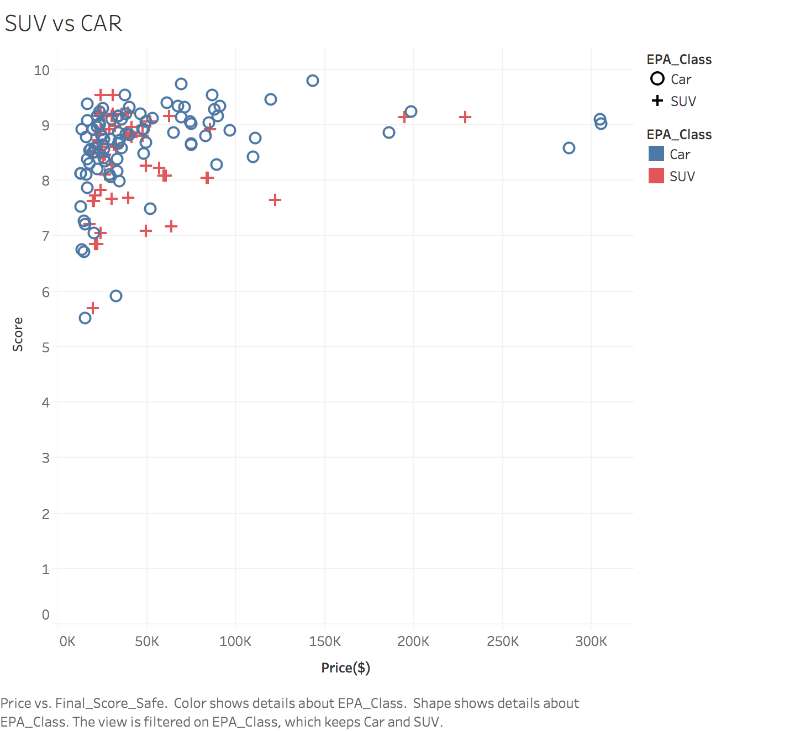 SUV vs CAR
EPA_Class
Car
SUV
EPA_Class
Car
SUV
10
9
8
7
6
5
4
3
2
1
0
Score
0K 50K 100K 150K 200K 250K 300K
Price($)
Price vs. Final_Score_Safe. Color shows details about EPA_Class. Shape shows details about
EPA_Class. The view is filtered on EPA_Class, which keeps Car and SUV.